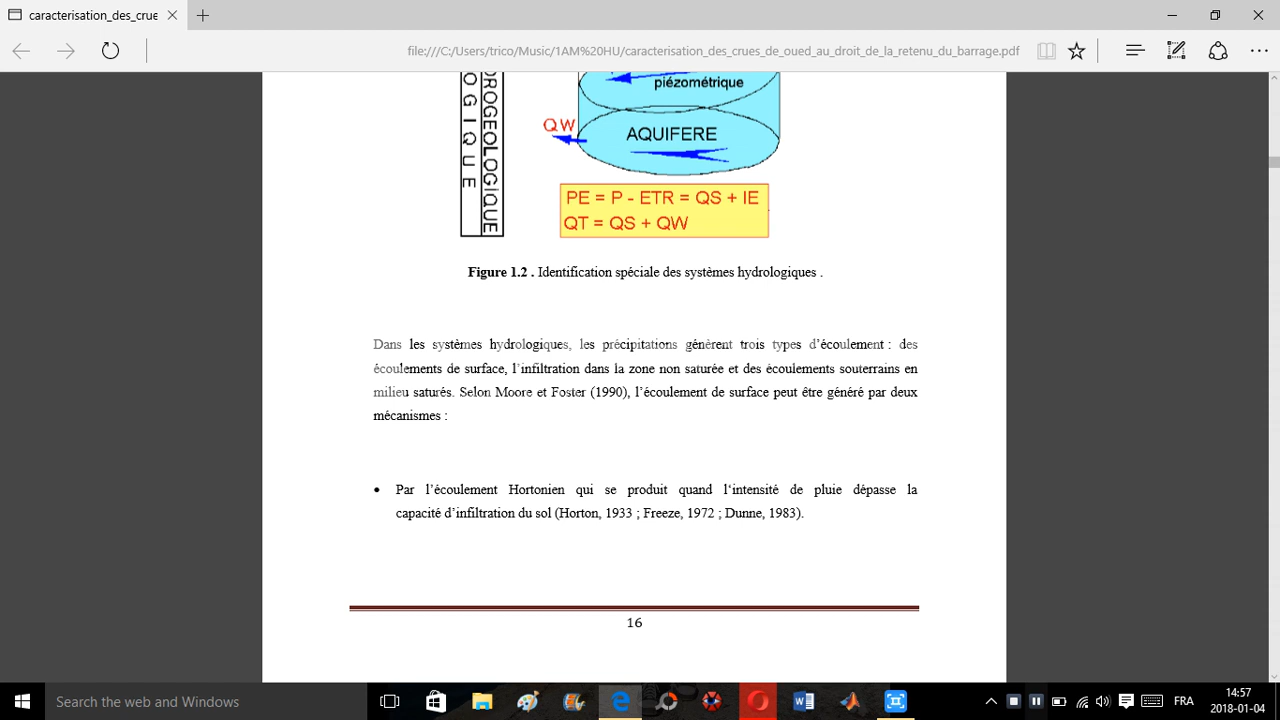 caracterisation_des_crue
file:///C:/Users/trico/Music/1AM%20HU/caracterisation_des_crues_de_oued_au_droit_de_la_retenu_du_barrage.pdf
OGIQUE
DROGEOLOGIQUE
piézométrique
QW
AQUIFERE
PE = P - ETR = QS + IE
QT = QS + QW
Figure 1.2 . Identification spéciale des systèmes hydrologiques .
Dans les systèmes hydrologiques, les précipitations génèrent trois types d’écoulement : des
écoulements de surface, l’infiltration dans la zone non saturée et des écoulements souterrains en
milieu saturés. Selon Moore et Foster (1990), l’écoulement de surface peut être généré par deux
mécanismes :
• Par l’écoulement Hortonien qui se produit quand l‘intensité de pluie dépasse la
capacité d’infiltration du sol (Horton, 1933 ; Freeze, 1972 ; Dunne, 1983).
16
Search the web and Windows
FRA
14:57
2018-01-04